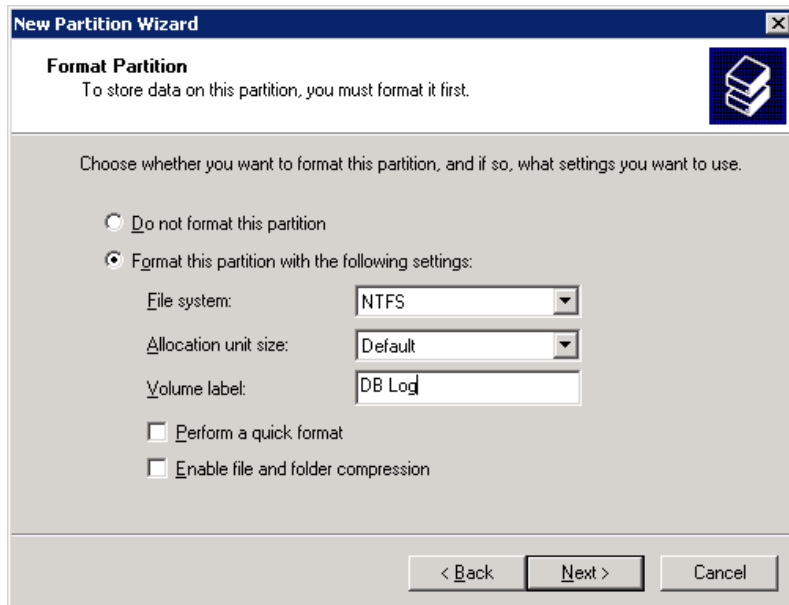 New Partition Wizard
Format Partition
To store data on this partition, you must format it first.
Choose whether you want to format this partition, and if so, what settings you want to use.
Do not format this partition
Format this partition with the following settings:
File system: NTFS
Allocation unit size: Default
Volume label: DB Log
Perform a quick format
Enable file and folder compression
< Back Next > Cancel